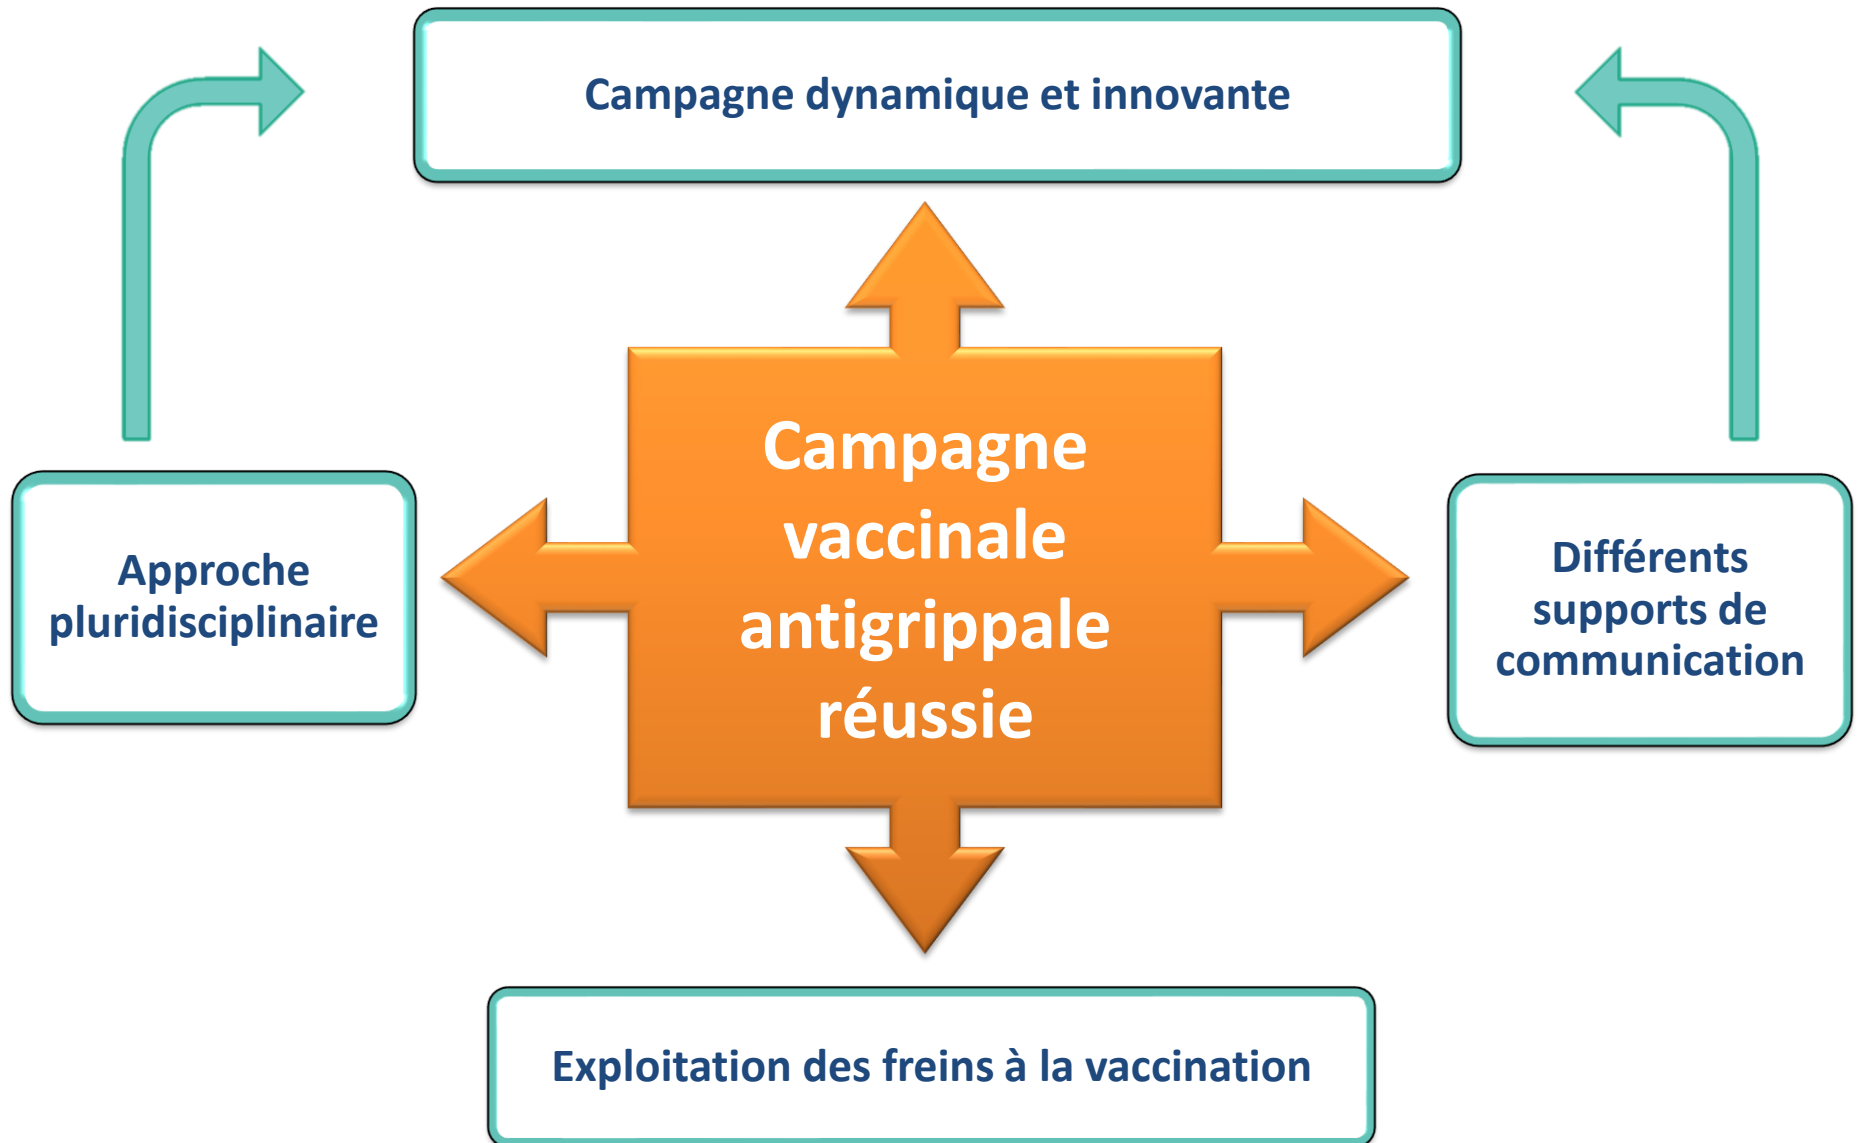 Campagne dynamique et innovante
Campagne
vaccinale
antigrippale
réussie
Approche
pluridisciplinaire
Différents
supports de
communication
Exploitation des freins à la vaccination